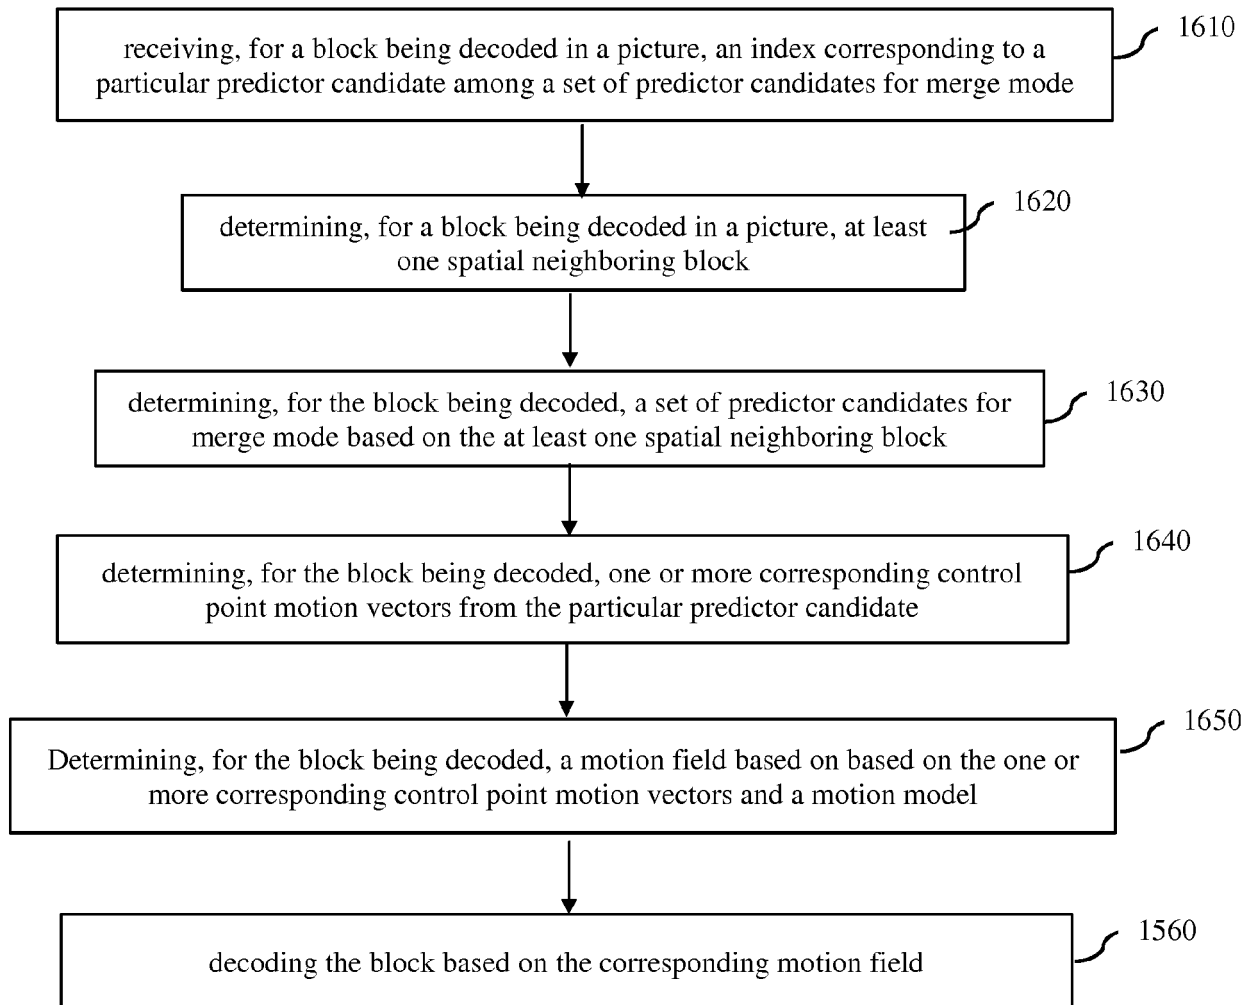 receiving, for a block being decoded in a picture, an index corresponding to a
particular predictor candidate among a set of predictor candidates for merge mode
1610
determining, for a block being decoded in a picture, at least
one spatial neighboring block
1620
determining, for the block being decoded, a set of predictor candidates for
merge mode based on the at least one spatial neighboring block
1630
determining, for the block being decoded, one or more corresponding control
point motion vectors from the particular predictor candidate
1640
Determining, for the block being decoded, a motion field based on based on the one or
more corresponding control point motion vectors and a motion model
1650
decoding the block based on the corresponding motion field
1560